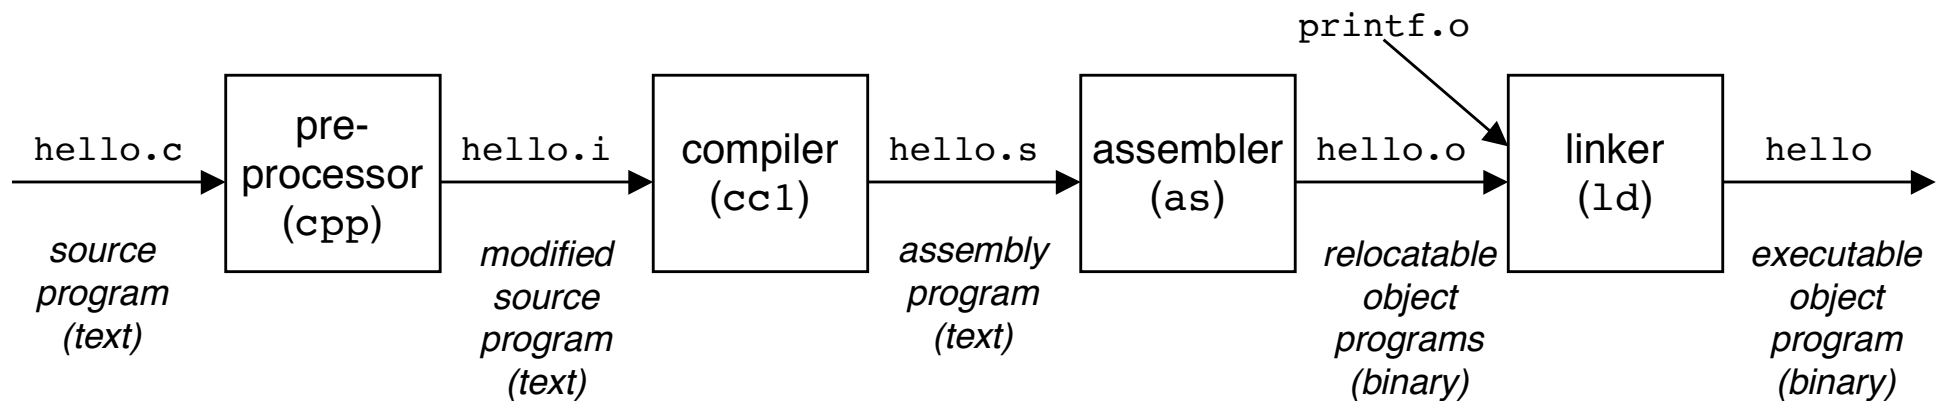 printf.o
hello.c
pre-
processor
(cpp)
hello.i
compiler
(cc1)
hello.s
assembler
(as)
hello.o
linker
(ld)
hello
source
program
(text)
modified
source
program
(text)
assembly
program
(text)
relocatable
object
programs
(binary)
executable
object
program
(binary)